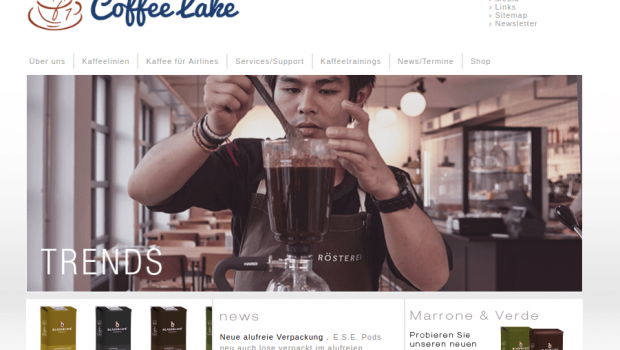 Coffee Lake
› Media
› Links
› Sitemap
› Newsletter
Über uns
Kaffeelinien
Kaffee für Airlines
Services/Support
Kaffeetrainings
News/Termine
Shop
RÖSTEREI
TRENDS
news
Neue alufreie Verpackung . E.S.E. Pods
neu auch lose verpackt im alufreien
Marrone & Verde
Probieren Sie
unseren neuen